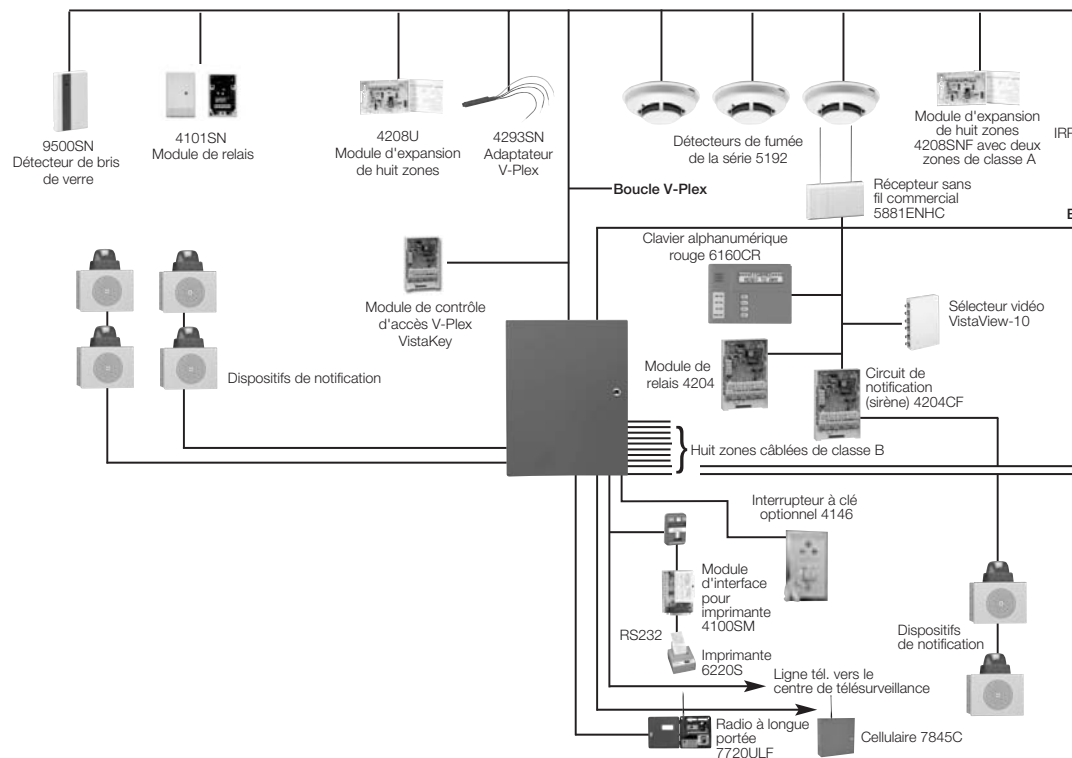 9500SN
Détecteur de bris
de verre
4101SN
Module de relais
4208U
Module d'expansion
de huit zones
4293SN
Adaptateur
V-Plex
Détecteurs de fumée
de la série 5192
Module d'expansion
de huit zones
4208SNF avec deux
zones de classe A
Boucle V-Plex
Récepteur sans
fil commercial
5881ENHC
Clavier alphanumérique
rouge 6160CR
Module de contrôle
d'accès V-Plex
VistaKey
Sélecteur vidéo
VistaView-10
Dispositifs de notification
Module de
relais 4204
Circuit de
notification
(sirène) 4204CF
Huit zones câblées de classe B
Interrupteur à clé
optionnel 4146
Module
d'interface
pour
imprimante
4100SM
RS232
Imprimante
6220S
Dispositifs
de notification
Ligne tél. vers le
centre de télésurveillance
Radio à longue
portée
7720ULF
Cellulaire 7845C